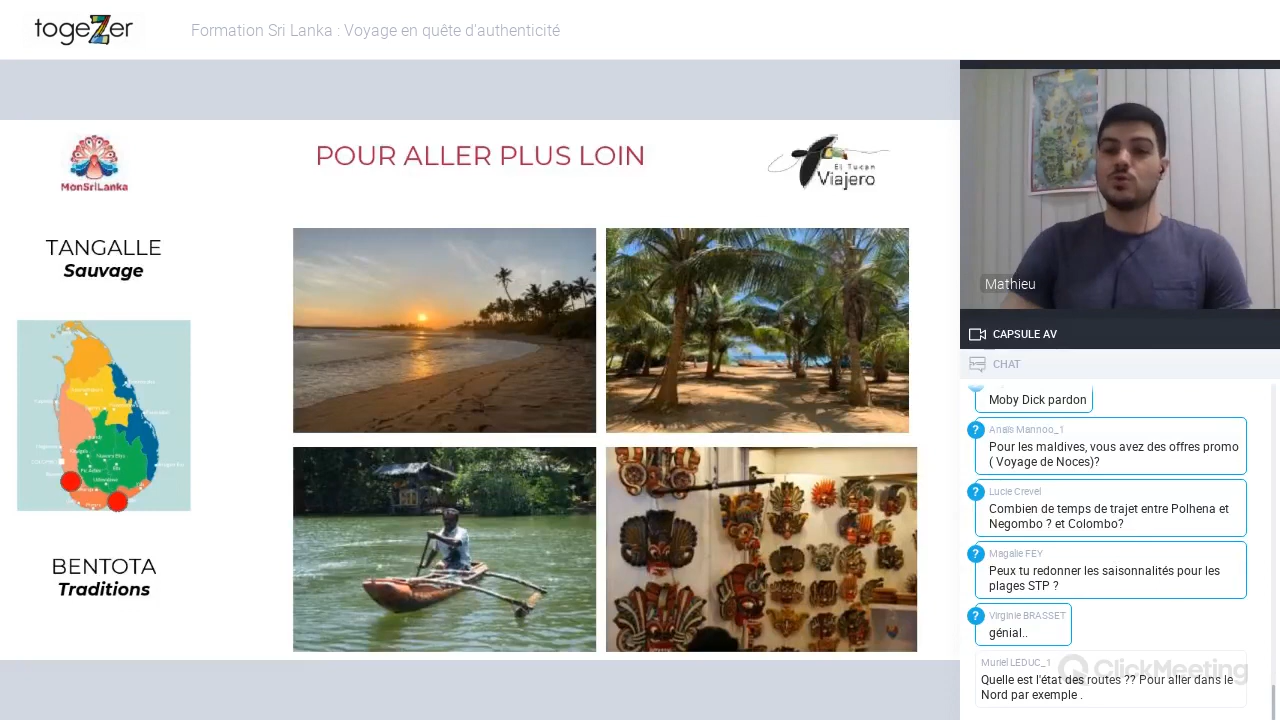 togeZer
Formation Sri Lanka : Voyage en quête d'authenticité
MonSriLanka
POUR ALLER PLUS LOIN
El Tucan
Viajero
TANGALLE
Sauvage
BENTOTA
Traditions
Mathieu
CAPSULE AV
CHAT
Moby Dick pardon
Anaïs Mannoo_1
Pour les maldives, vous avez des offres promo
( Voyage de Noces)?
Lucie Crevel
Combien de temps de trajet entre Polhena et
Negombo ? et Colombo?
Magalie FEY
Peux tu redonner les saisonnalités pour les
plages STP ?
Virginie BRASSET
génial..
Muriel LEDUC_1
ClickMeeting
Quelle est l'état des routes ?? Pour aller dans le
Nord par exemple .